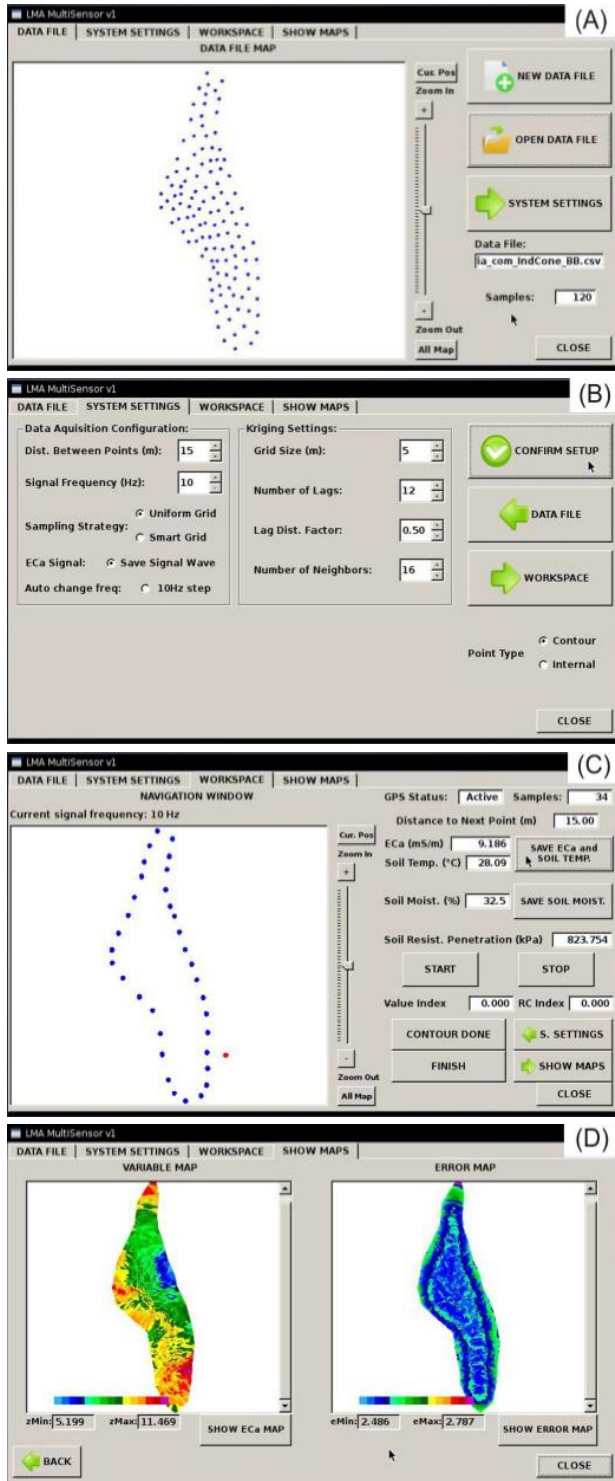 LMA MultiSensor v1
(A)
DATA FILE | SYSTEM SETTINGS | WORKSPACE | SHOW MAPS |
DATA FILE MAP
Cur. Pos
Zoom In
+
-
Zoom Out
All Map
NEW DATA FILE
OPEN DATA FILE
SYSTEM SETTINGS
Data File:
ia_com_IndCone_BB.csv
Samples: 120
CLOSE
LMA MultiSensor v1
(B)
DATA FILE | SYSTEM SETTINGS | WORKSPACE | SHOW MAPS |
Data Aquisition Configuration:
Dist. Between Points (m): 15
Signal Frequency (Hz): 10
Sampling Strategy: Uniform Grid
Smart Grid
ECa Signal: Save Signal Wave
Auto change freq: 10Hz step
Kriging Settings:
Grid Size (m): 5
Number of Lags: 12
Lag Dist. Factor: 0.50
Number of Neighbors: 16
CONFIRM SETUP
DATA FILE
WORKSPACE
Point Type Contour
Internal
CLOSE
LMA MultiSensor v1
(C)
DATA FILE | SYSTEM SETTINGS | WORKSPACE | SHOW MAPS |
NAVIGATION WINDOW
Current signal frequency: 10 Hz
Cur. Pos
Zoom In
+
-
Zoom Out
All Map
GPS Status: Active Samples: 34
Distance to Next Point (m) 15.00
ECa (mS/m) 9.186
Soil Temp. (°C) 28.09
SAVE ECa and
SOIL TEMP.
Soil Moist. (%) 32.5 SAVE SOIL MOIST.
Soil Resist. Penetration (kPa) 823.754
START STOP
Value Index 0.000 RC Index 0.000
CONTOUR DONE S. SETTINGS
FINISH SHOW MAPS
CLOSE
LMA MultiSensor v1
(D)
DATA FILE | SYSTEM SETTINGS | WORKSPACE | SHOW MAPS |
VARIABLE MAP
ERROR MAP
zMin: 5.199 zMax: 11.469 SHOW ECa MAP
eMin: 2.486 eMax: 2.787 SHOW ERROR MAP
BACK
CLOSE